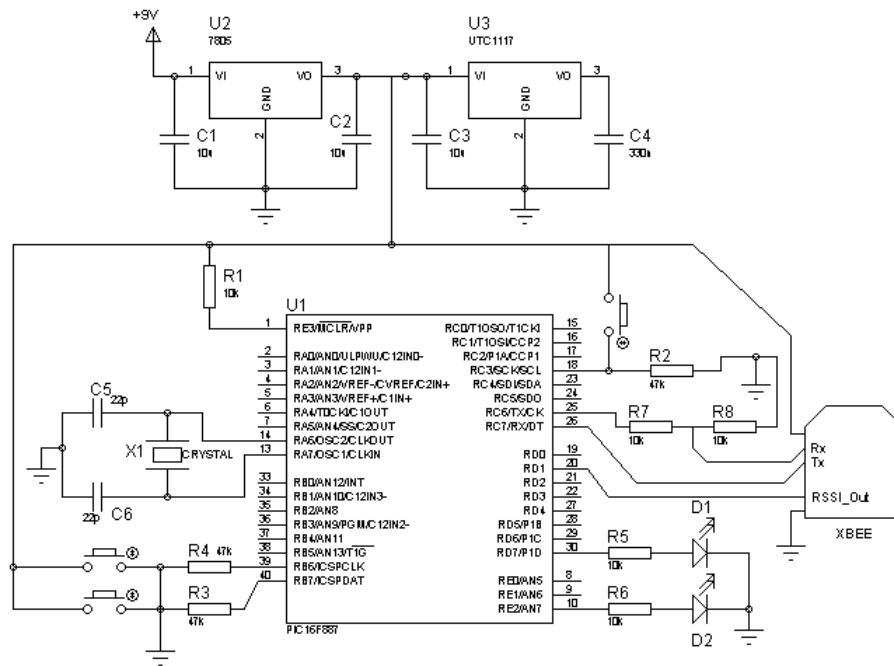 +9V
U2
7805
1
VI
VO
3
GND
2
C1
10u
C2
10u
U3
UTC1117
1
VI
VO
3
GND
2
C3
10u
C4
330u
R1
10k
U1
1 RE3/MCLR/VPP
2 RA0/AN0/ULPWU/C12IN0-
3 RA1/AN1/C12IN1-
4 RA2/AN2/VREF-/CVREF/C2IN+
5 RA3/AN3/VREF+/C1IN+
6 RA4/T0CKI/C1OUT
7 RA5/AN4/SS/C2OUT
14 RA6/OSC2/CLKOUT
13 RA7/OSC1/CLKIN
33 RB0/AN12/INT
34 RB1/AN10/C12IN3-
35 RB2/AN8
36 RB3/AN9/PGM/C12IN2-
37 RB4/AN11
38 RB5/AN13/T1G
39 RB6/ICSPCLK
40 RB7/ICSPDAT
RC0/T1OSO/T1CKI 15
RC1/T1OSI/CCP2 16
RC2/P1A/CCP1 17
RC3/SCK/SCL 18
RC4/SDI/SDA 23
RC5/SDO 24
RC6/TX/CK 25
RC7/RX/DT 26
RD0 19
RD1 20
RD2 21
RD3 22
RD4 27
RD5/P1B 28
RD6/P1C 29
RD7/P1D 30
RE0/AN5 8
RE1/AN6 9
RE2/AN7 10
PIC16F887
C5
22p
X1
CRYSTAL
22p
C6
R4 47k
R3
47k
R2
47k
R7
10k
R8
10k
Rx
Tx
RSSI_Out
XBEE
R5
10k
D1
R6
10k
D2